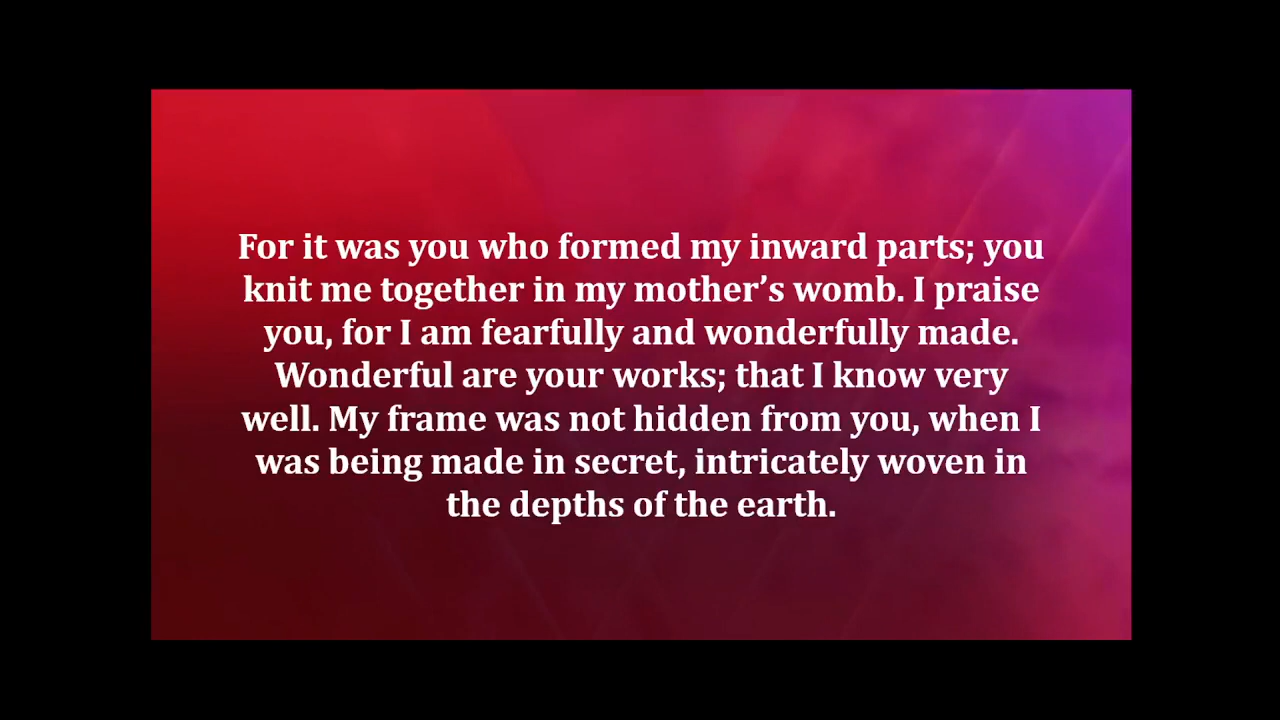 For it was you who formed my inward parts; you
knit me together in my mother’s womb. I praise
you, for I am fearfully and wonderfully made.
Wonderful are your works; that I know very
well. My frame was not hidden from you, when I
was being made in secret, intricately woven in
the depths of the earth.